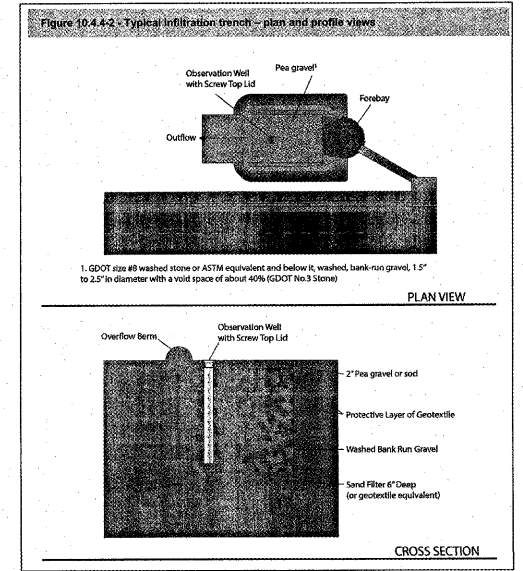 Figure 10.4.4-2 - Typical infiltration trench – plan and profile views
Observation Well
with Screw Top Lid
Pea gravel¹
Forebay
Outflow
1. GDOT size #8 washed stone or ASTM equivalent and below it, washed, bank-run gravel, 1.5"
to 2.5" in diameter with a void space of about 40% (GDOT No.3 Stone)
PLAN VIEW
Overflow Berm
Observation Well
with Screw Top Lid
2" Pea gravel or sod
Protective Layer of Geotextile
Washed Bank Run Gravel
Sand Filter 6" Deep
(or geotextile equivalent)
CROSS SECTION